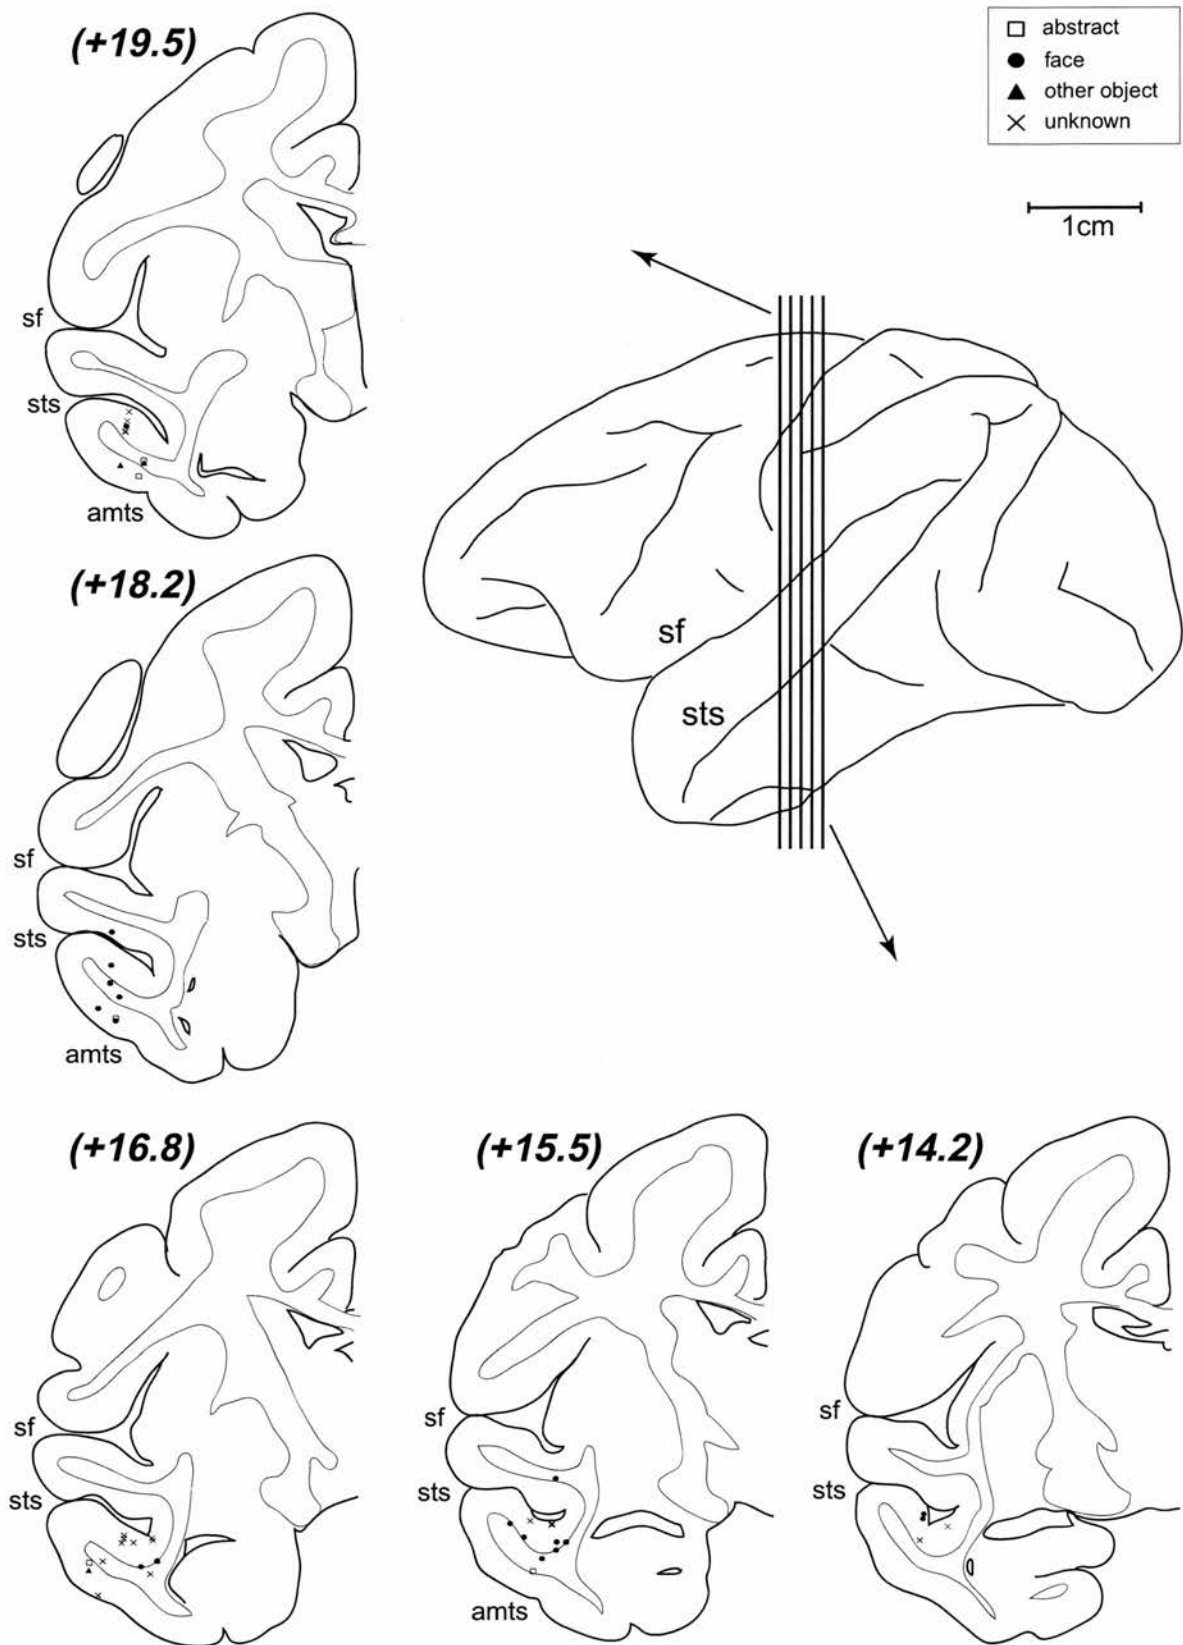 (+19.5)
abstract
face
other object
unknown
1cm
sf
sts
amts
(+18.2)
sf
sts
sf
sts
amts
(+16.8)
(+15.5)
(+14.2)
sf
sf
sf
sts
sts
sts
amts